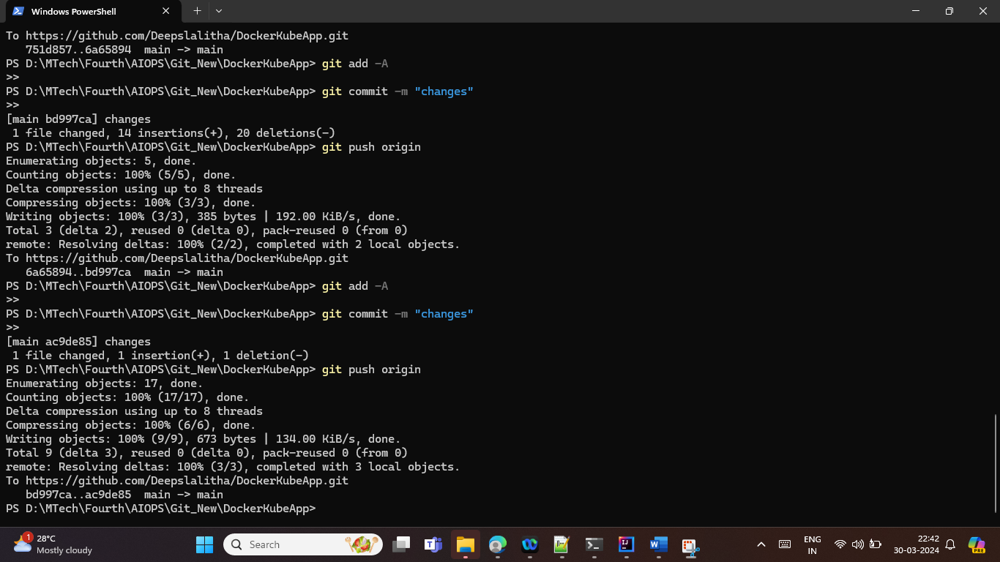 Windows PowerShell
To https://github.com/Deepslalitha/DockerKubeApp.git
   751d857..6a65894  main -> main
PS D:\MTech\Fourth\AIOPS\Git_New\DockerKubeApp> git add -A
>>
PS D:\MTech\Fourth\AIOPS\Git_New\DockerKubeApp> git commit -m "changes"
>>
[main bd997ca] changes
 1 file changed, 14 insertions(+), 20 deletions(-)
PS D:\MTech\Fourth\AIOPS\Git_New\DockerKubeApp> git push origin
Enumerating objects: 5, done.
Counting objects: 100% (5/5), done.
Delta compression using up to 8 threads
Compressing objects: 100% (3/3), done.
Writing objects: 100% (3/3), 385 bytes | 192.00 KiB/s, done.
Total 3 (delta 2), reused 0 (delta 0), pack-reused 0 (from 0)
remote: Resolving deltas: 100% (2/2), completed with 2 local objects.
To https://github.com/Deepslalitha/DockerKubeApp.git
   6a65894..bd997ca  main -> main
PS D:\MTech\Fourth\AIOPS\Git_New\DockerKubeApp> git add -A
>>
PS D:\MTech\Fourth\AIOPS\Git_New\DockerKubeApp> git commit -m "changes"
>>
[main ac9de85] changes
 1 file changed, 1 insertion(+), 1 deletion(-)
PS D:\MTech\Fourth\AIOPS\Git_New\DockerKubeApp> git push origin
Enumerating objects: 17, done.
Counting objects: 100% (17/17), done.
Delta compression using up to 8 threads
Compressing objects: 100% (6/6), done.
Writing objects: 100% (9/9), 673 bytes | 134.00 KiB/s, done.
Total 9 (delta 3), reused 0 (delta 0), pack-reused 0 (from 0)
remote: Resolving deltas: 100% (3/3), completed with 3 local objects.
To https://github.com/Deepslalitha/DockerKubeApp.git
   bd997ca..ac9de85  main -> main
PS D:\MTech\Fourth\AIOPS\Git_New\DockerKubeApp>
1
28°C
Mostly cloudy
Search
ENG
IN
22:42
30-03-2024
PRE